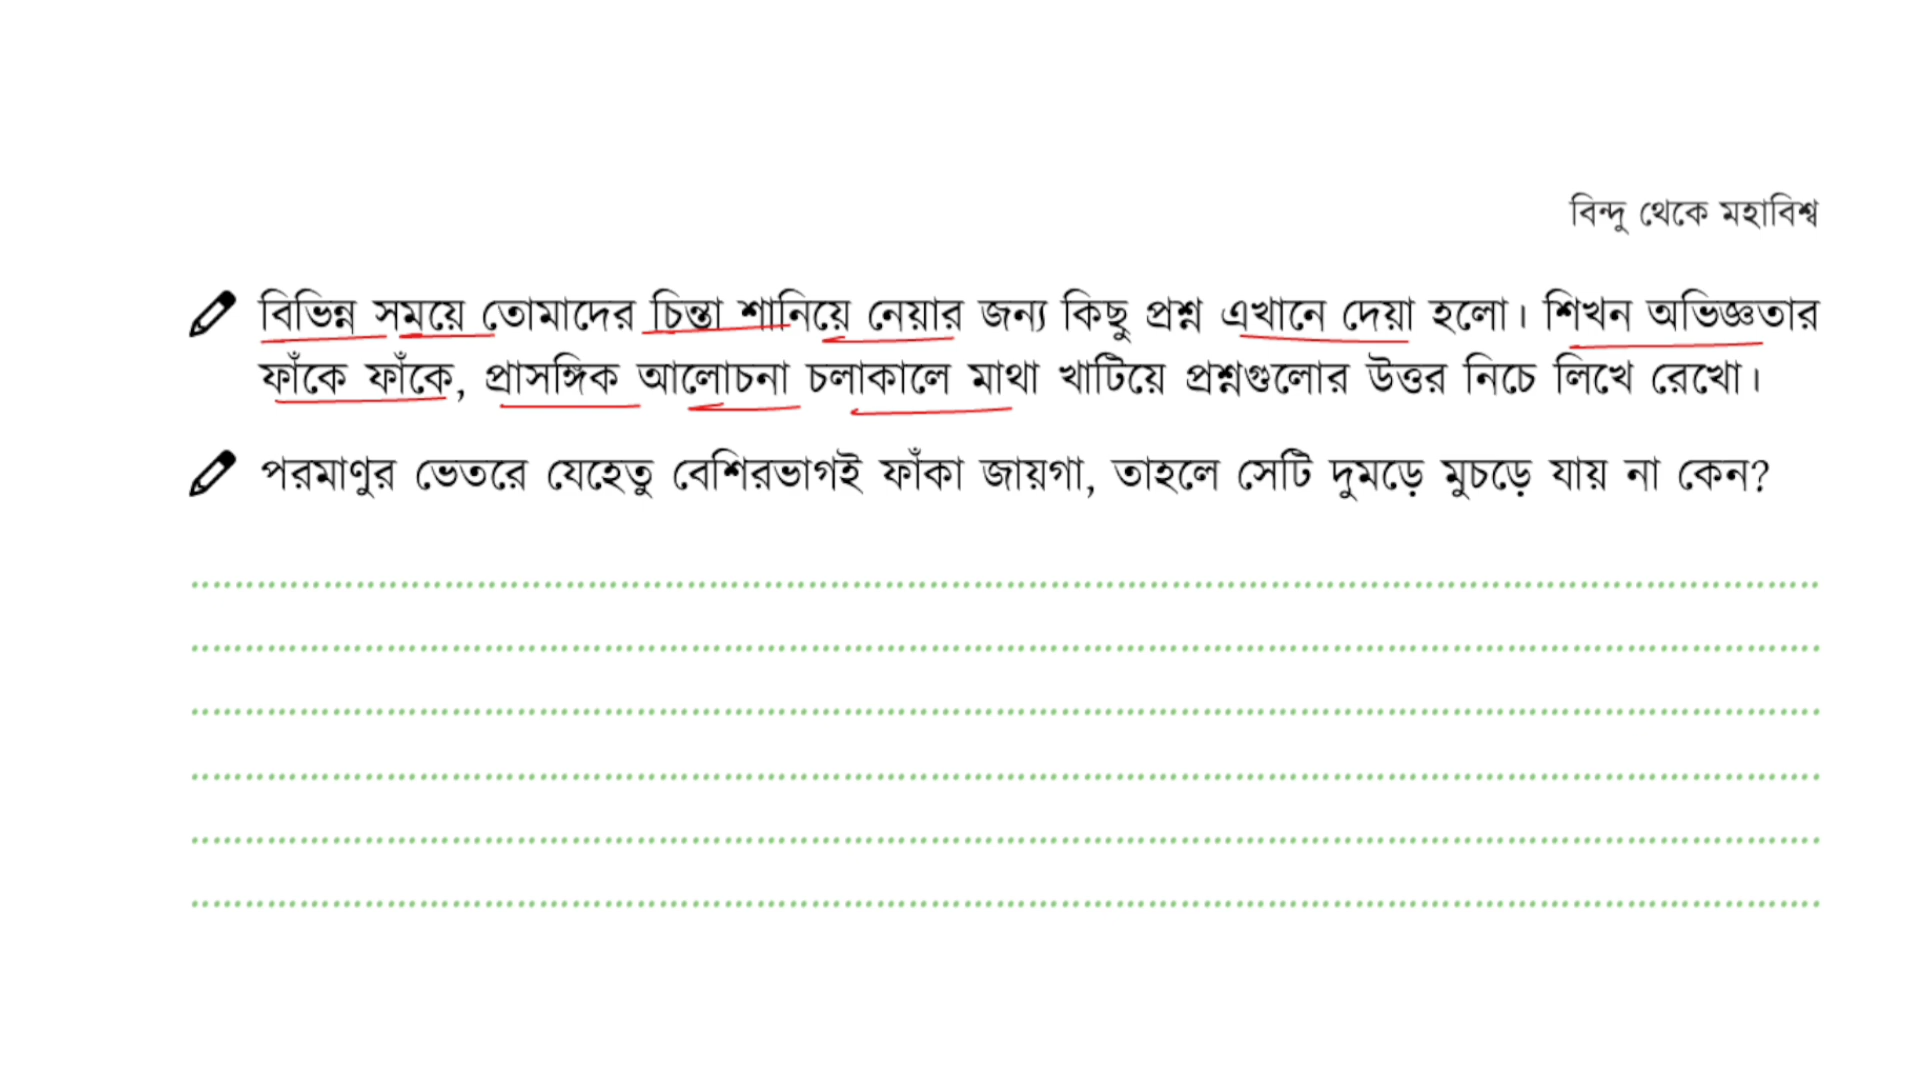 বিন্দু থেকে মহাবিশ্ব
বিভিন্ন সময়ে তোমাদের চিন্তা শানিয়ে নেয়ার জন্য কিছু প্রশ্ন এখানে দেয়া হলো। শিখন অভিজ্ঞতার
ফাঁকে ফাঁকে, প্রাসঙ্গিক আলোচনা চলাকালে মাথা খাটিয়ে প্রশ্নগুলোর উত্তর নিচে লিখে রেখো।
পরমাণুর ভেতরে যেহেতু বেশিরভাগই ফাঁকা জায়গা, তাহলে সেটি দুমড়ে মুচড়ে যায় না কেন?